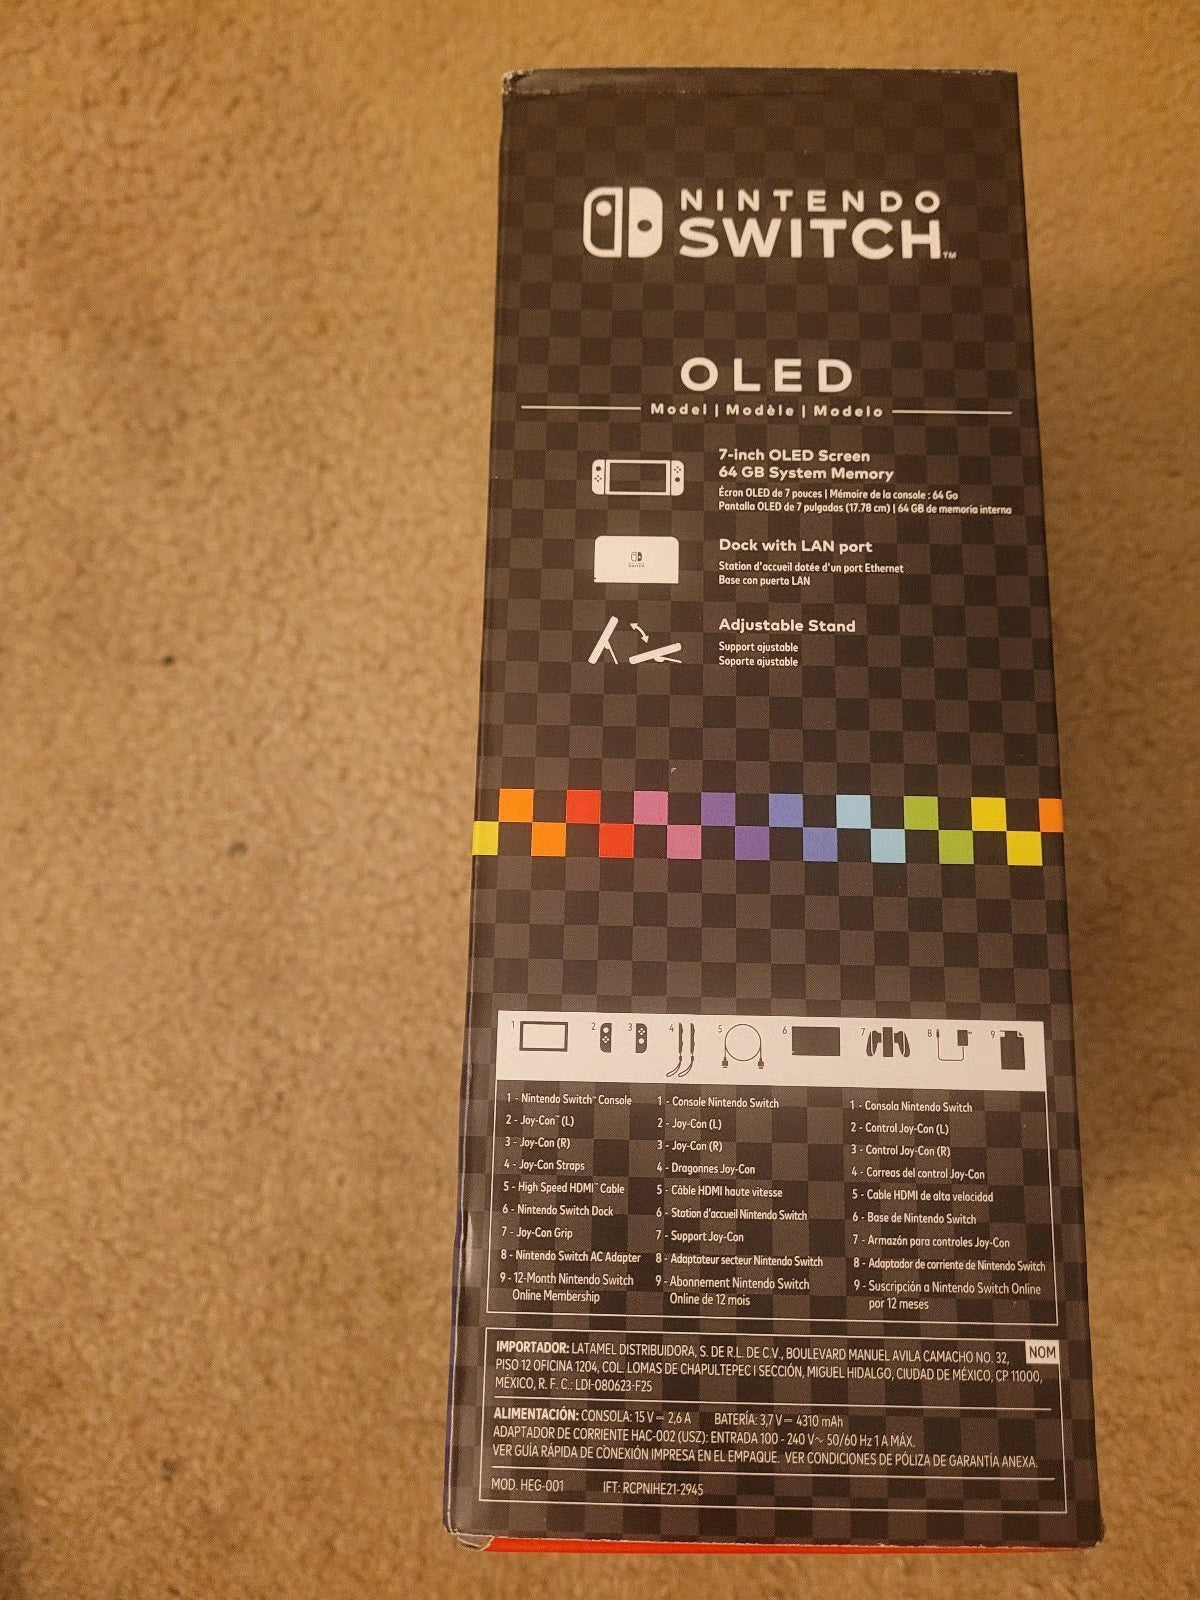 NINTENDO
SWITCH™
OLED
Model | Modèle | Modelo
7-inch OLED Screen
64 GB System Memory
Écran OLED de 7 pouces | Mémoire de la console : 64 Go
Pantalla OLED de 7 pulgadas (17.78 cm) | 64 GB de memoria interna
Dock with LAN port
Station d'accueil dotée d'un port Ethernet
Base con puerto LAN
Adjustable Stand
Support ajustable
Soporte ajustable
1 2 3 4 5 6 7 8 9
1 - Nintendo Switch™ Console
2 - Joy-Con™ (L)
3 - Joy-Con (R)
4 - Joy-Con Straps
5 - High Speed HDMI™ Cable
6 - Nintendo Switch Dock
7 - Joy-Con Grip
8 - Nintendo Switch AC Adapter
9 - 12-Month Nintendo Switch
Online Membership
1 - Console Nintendo Switch
2 - Joy-Con (L)
3 - Joy-Con (R)
4 - Dragonnes Joy-Con
5 - Câble HDMI haute vitesse
6 - Station d'accueil Nintendo Switch
7 - Support Joy-Con
8 - Adaptateur secteur Nintendo Switch
9 - Abonnement Nintendo Switch
Online de 12 mois
1 - Consola Nintendo Switch
2 - Control Joy-Con (L)
3 - Control Joy-Con (R)
4 - Correas del control Joy-Con
5 - Cable HDMI de alta velocidad
6 - Base de Nintendo Switch
7 - Armazón para controles Joy-Con
8 - Adaptador de corriente de Nintendo Switch
9 - Suscripción a Nintendo Switch Online
por 12 meses
IMPORTADOR: LATAMEL DISTRIBUIDORA, S. DE R.L. DE C.V., BOULEVARD MANUEL AVILA CAMACHO NO. 32,
PISO 12 OFICINA 1204, COL. LOMAS DE CHAPULTEPEC I SECCIÓN, MIGUEL HIDALGO, CIUDAD DE MÉXICO, CP 11000,
MÉXICO, R. F. C.: LDI-080623-F25
NOM
ALIMENTACIÓN: CONSOLA: 15 V⎓ 2,6 A BATERÍA: 3,7 V⎓ 4310 mAh
ADAPTADOR DE CORRIENTE HAC-002 (USZ): ENTRADA 100 - 240 V~ 50/60 Hz 1 A MÁX.
VER GUÍA RÁPIDA DE CONEXIÓN IMPRESA EN EL EMPAQUE. VER CONDICIONES DE PÓLIZA DE GARANTÍA ANEXA.
MOD. HEG-001 IFT: RCPNIHE21-2945